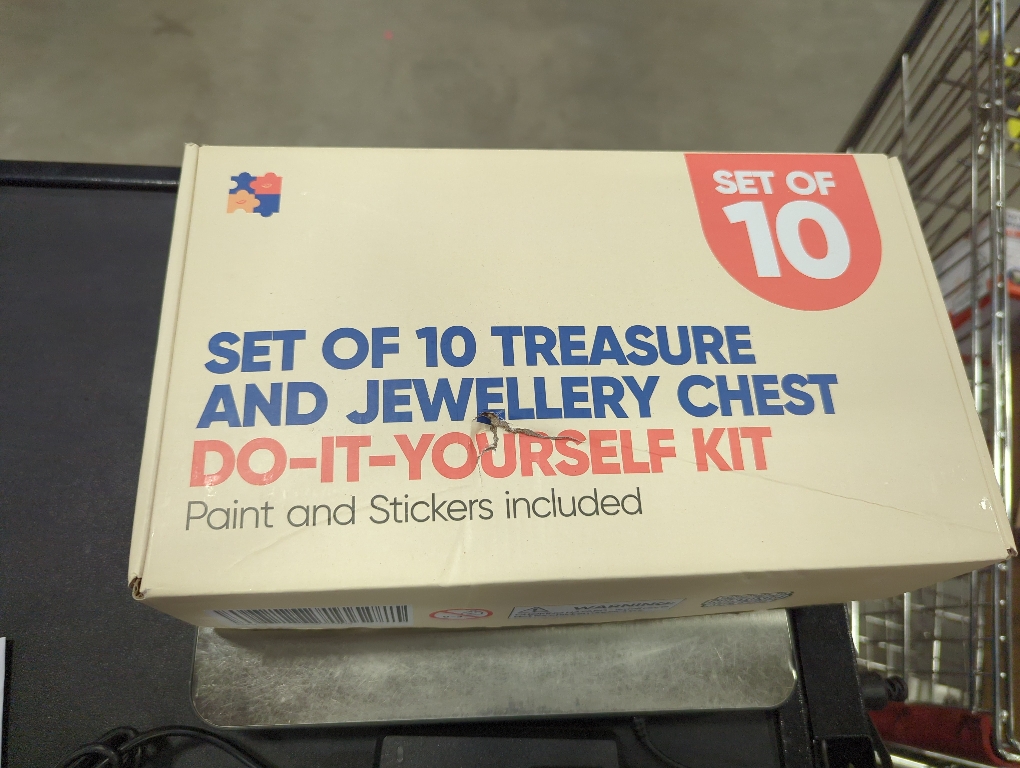 SET OF
10
SET OF 10 TREASURE
AND JEWELLERY CHEST
DO-IT-YOURSELF KIT
Paint and Stickers included
WARNING: